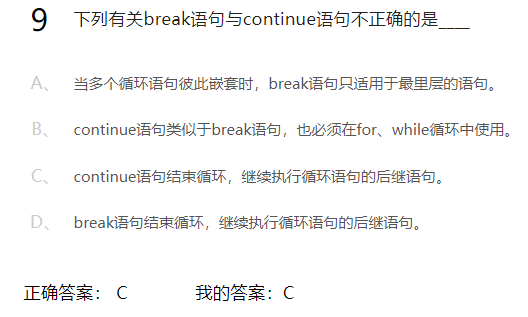 9 下列有关break语句与continue语句不正确的是____
A、 当多个循环语句彼此嵌套时，break语句只适用于最里层的语句。
B、 continue语句类似于break语句，也必须在for、while循环中使用。
C、 continue语句结束循环，继续执行循环语句的后继语句。
D、 break语句结束循环，继续执行循环语句的后继语句。
正确答案： C 我的答案：C